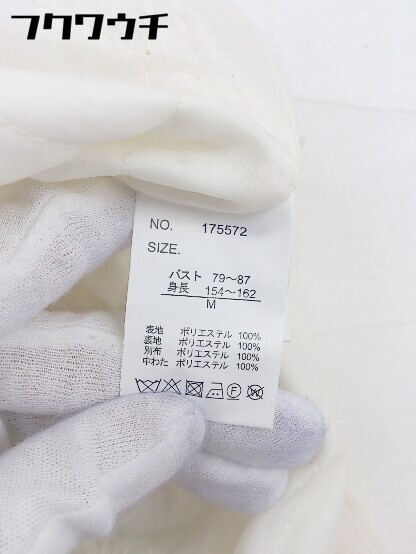 フクワウチ
NO. 175572
SIZE.
バスト 79〜87
身長 154〜162
M
表地 ポリエステル 100%
裏地 ポリエステル 100%
別布 ポリエステル 100%
中わた ポリエステル 100%